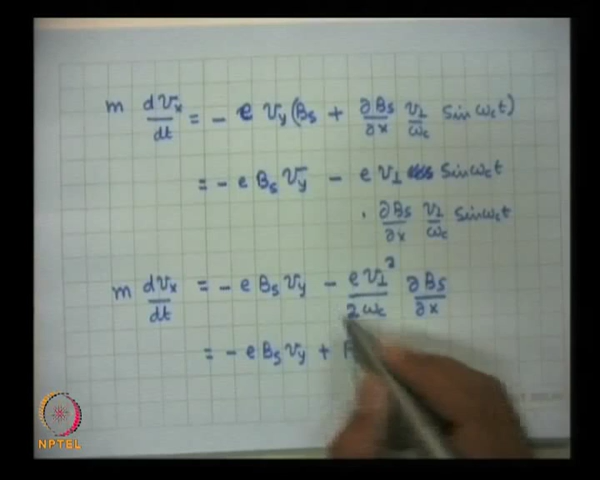 m dv_x/dt = - e v_y (B_s + ∂B_s/∂x v_⊥/ω_c Sin ω_c t)
= - e B_s v_y - e v_⊥ Sin ω_c t
· ∂B_s/∂x v_⊥/ω_c Sin ω_c t
m dv_x/dt = - e B_s v_y - e v_⊥²/2ω_c ∂B_s/∂x
= - e B_s v_y +
NPTEL